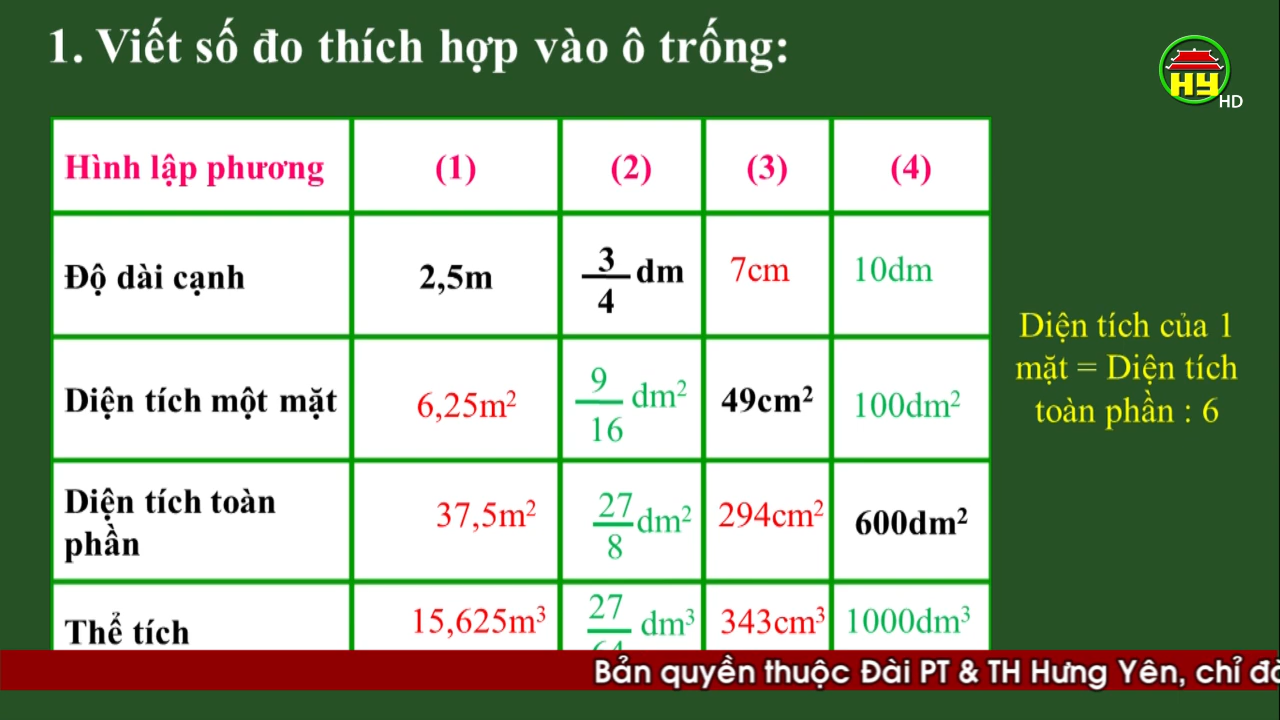 1. Viết số đo thích hợp vào ô trống:
HY
HD
Hình lập phương (1) (2) (3) (4)
Độ dài cạnh 2,5m 3/4 dm 7cm 10dm
Diện tích một mặt 6,25m² 9/16 dm² 49cm² 100dm²
Diện tích toàn
phần 37,5m² 27/8 dm² 294cm² 600dm²
Thể tích 15,625m³ 27/64 dm³ 343cm³ 1000dm³
Diện tích của 1
mặt = Diện tích
toàn phần : 6
Bản quyền thuộc Đài PT & TH Hưng Yên, chỉ